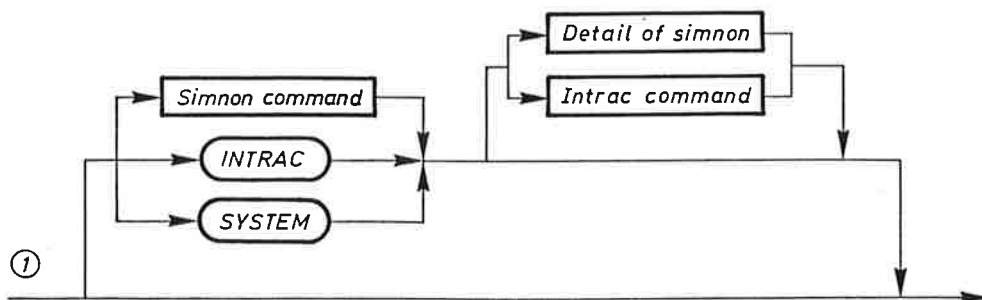 Detail of simnon
Simnon command
Intrac command
INTRAC
SYSTEM
1